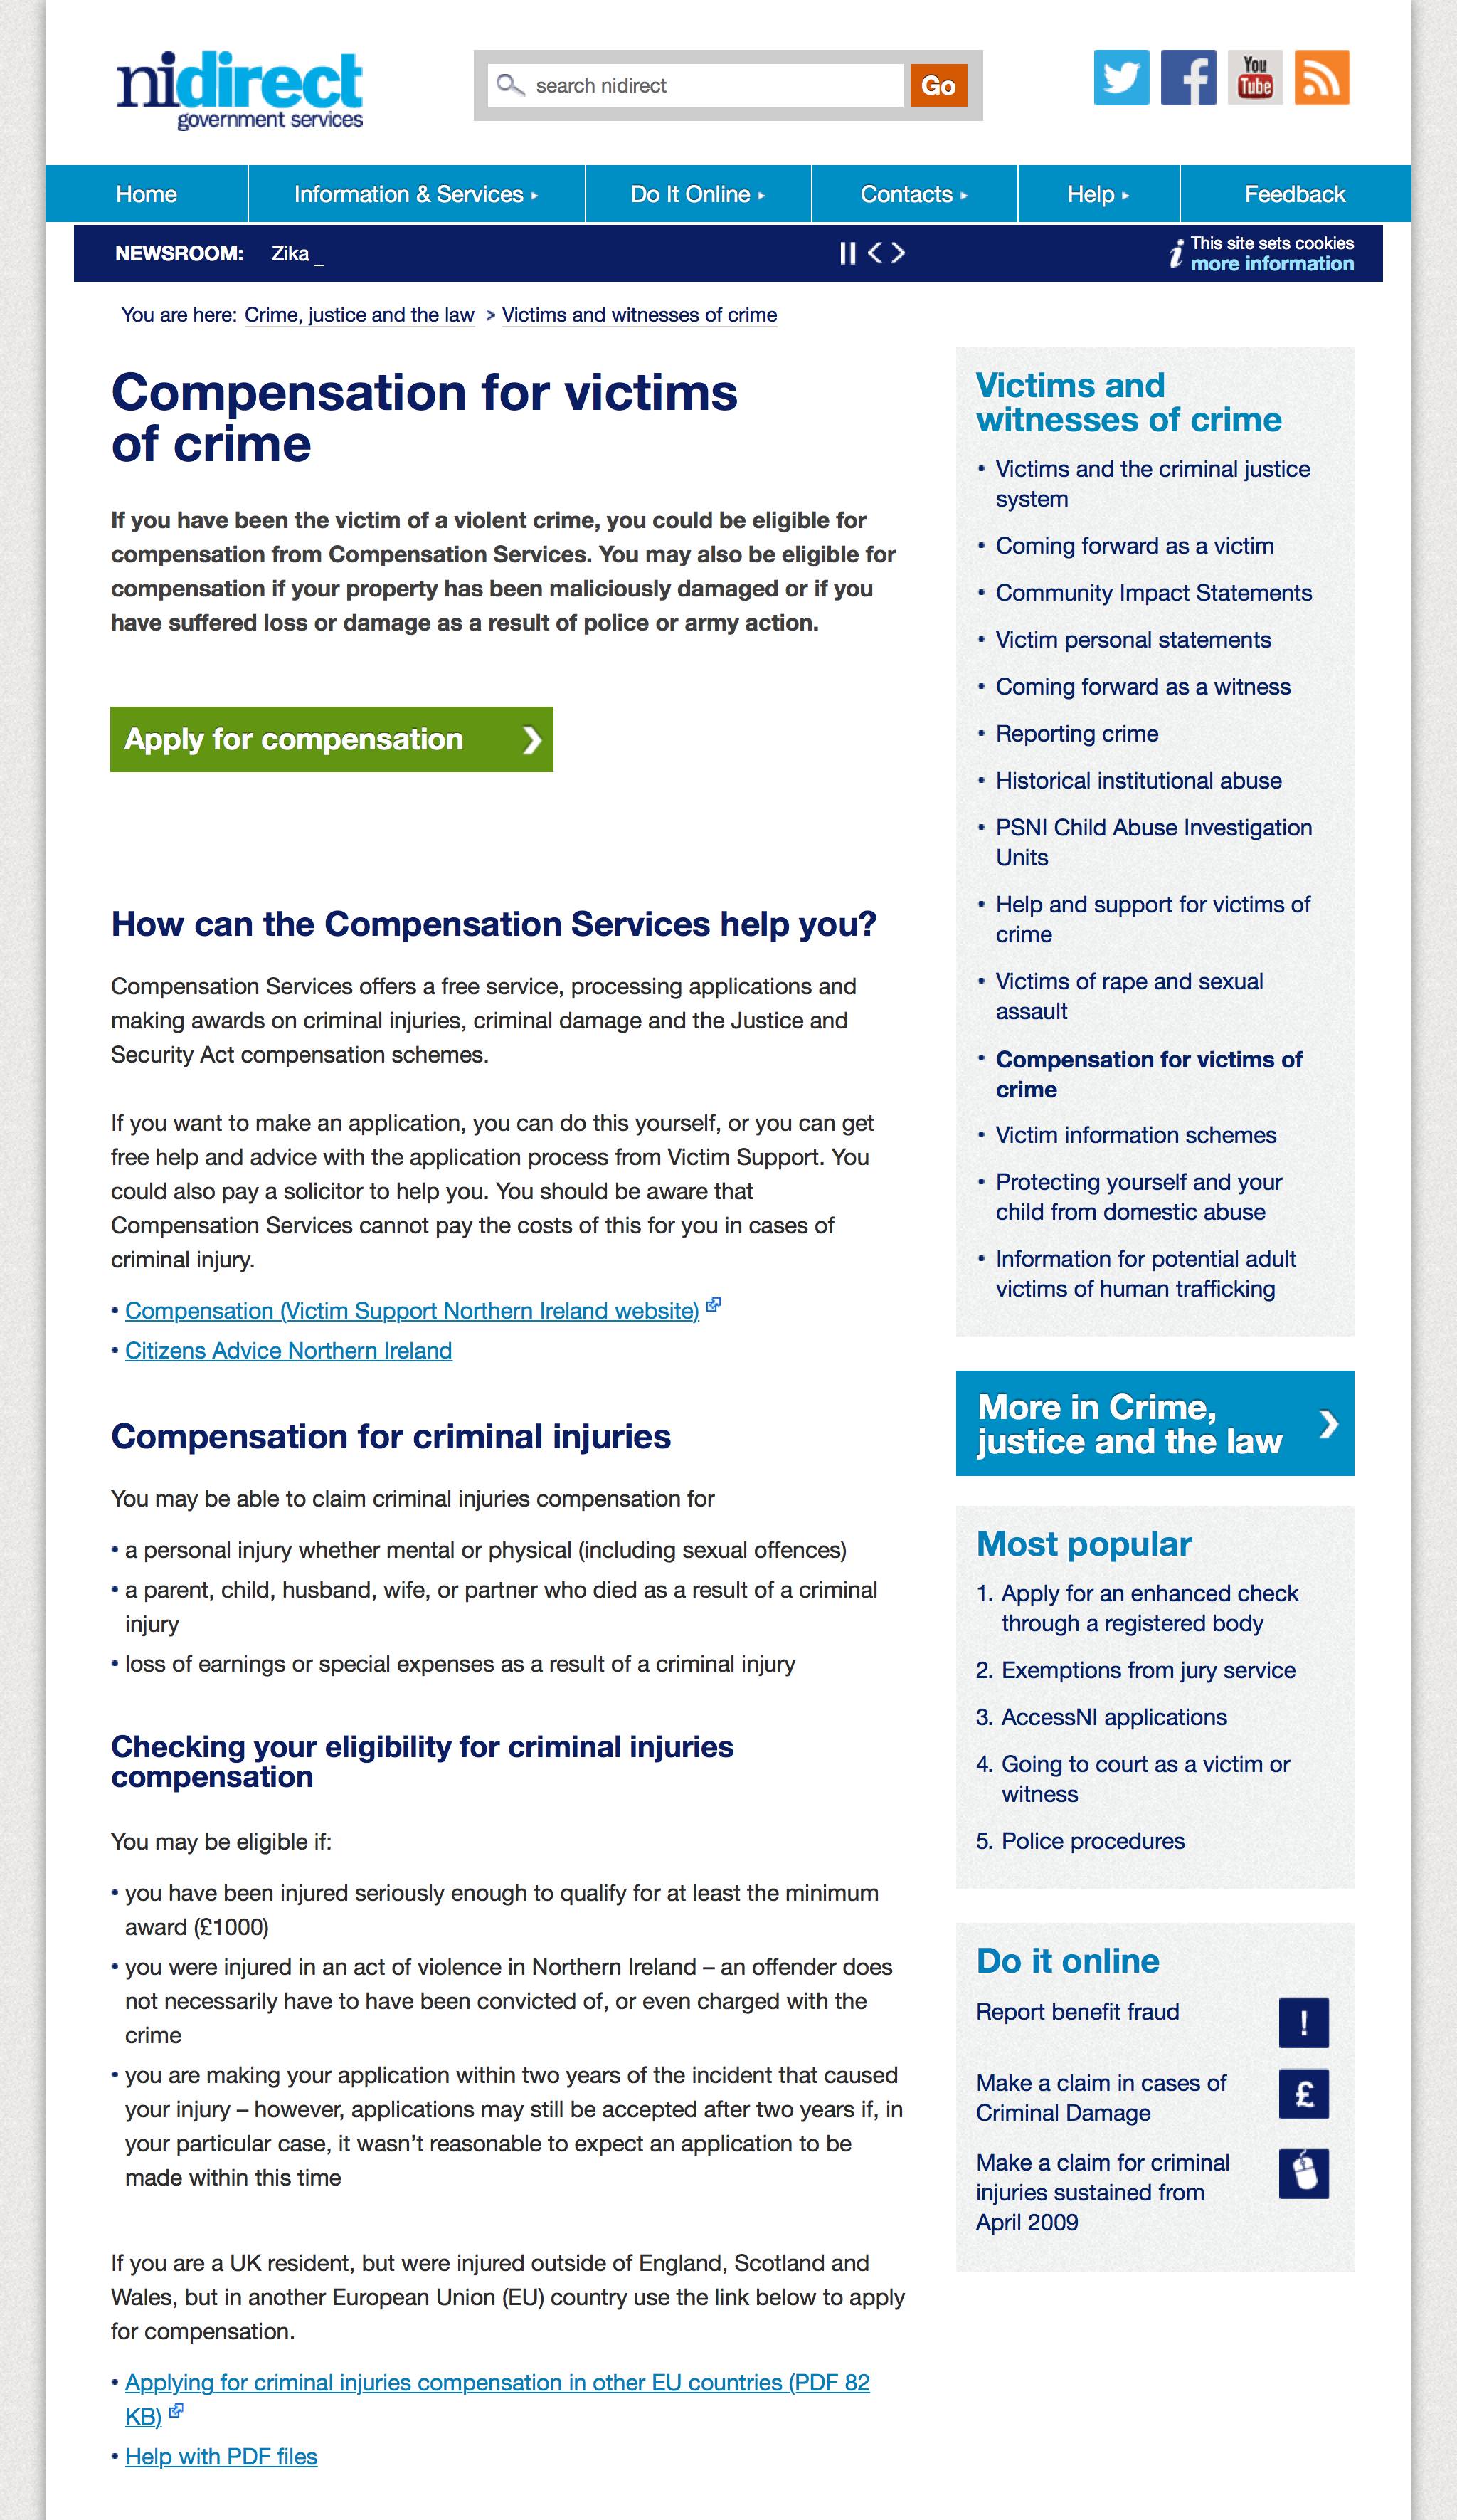 nidirect
government services
search nidirect
Go
You
Tube
Home
Information & Services
Do It Online
Contacts
Help
Feedback
NEWSROOM: Zika _
This site sets cookies
more information
You are here: Crime, justice and the law > Victims and witnesses of crime
Compensation for victims
of crime
If you have been the victim of a violent crime, you could be eligible for
compensation from Compensation Services. You may also be eligible for
compensation if your property has been maliciously damaged or if you
have suffered loss or damage as a result of police or army action.
Apply for compensation
How can the Compensation Services help you?
Compensation Services offers a free service, processing applications and
making awards on criminal injuries, criminal damage and the Justice and
Security Act compensation schemes.
If you want to make an application, you can do this yourself, or you can get
free help and advice with the application process from Victim Support. You
could also pay a solicitor to help you. You should be aware that
Compensation Services cannot pay the costs of this for you in cases of
criminal injury.
• Compensation (Victim Support Northern Ireland website)
• Citizens Advice Northern Ireland
Compensation for criminal injuries
You may be able to claim criminal injuries compensation for
• a personal injury whether mental or physical (including sexual offences)
• a parent, child, husband, wife, or partner who died as a result of a criminal
injury
• loss of earnings or special expenses as a result of a criminal injury
Checking your eligibility for criminal injuries
compensation
You may be eligible if:
• you have been injured seriously enough to qualify for at least the minimum
award (£1000)
• you were injured in an act of violence in Northern Ireland – an offender does
not necessarily have to have been convicted of, or even charged with the
crime
• you are making your application within two years of the incident that caused
your injury – however, applications may still be accepted after two years if, in
your particular case, it wasn’t reasonable to expect an application to be
made within this time
If you are a UK resident, but were injured outside of England, Scotland and
Wales, but in another European Union (EU) country use the link below to apply
for compensation.
• Applying for criminal injuries compensation in other EU countries (PDF 82
KB)
• Help with PDF files
Victims and
witnesses of crime
• Victims and the criminal justice
system
• Coming forward as a victim
• Community Impact Statements
• Victim personal statements
• Coming forward as a witness
• Reporting crime
• Historical institutional abuse
• PSNI Child Abuse Investigation
Units
• Help and support for victims of
crime
• Victims of rape and sexual
assault
• Compensation for victims of
crime
• Victim information schemes
• Protecting yourself and your
child from domestic abuse
• Information for potential adult
victims of human trafficking
More in Crime,
justice and the law
Most popular
1. Apply for an enhanced check
through a registered body
2. Exemptions from jury service
3. AccessNI applications
4. Going to court as a victim or
witness
5. Police procedures
Do it online
Report benefit fraud
!
Make a claim in cases of
Criminal Damage
£
Make a claim for criminal
injuries sustained from
April 2009